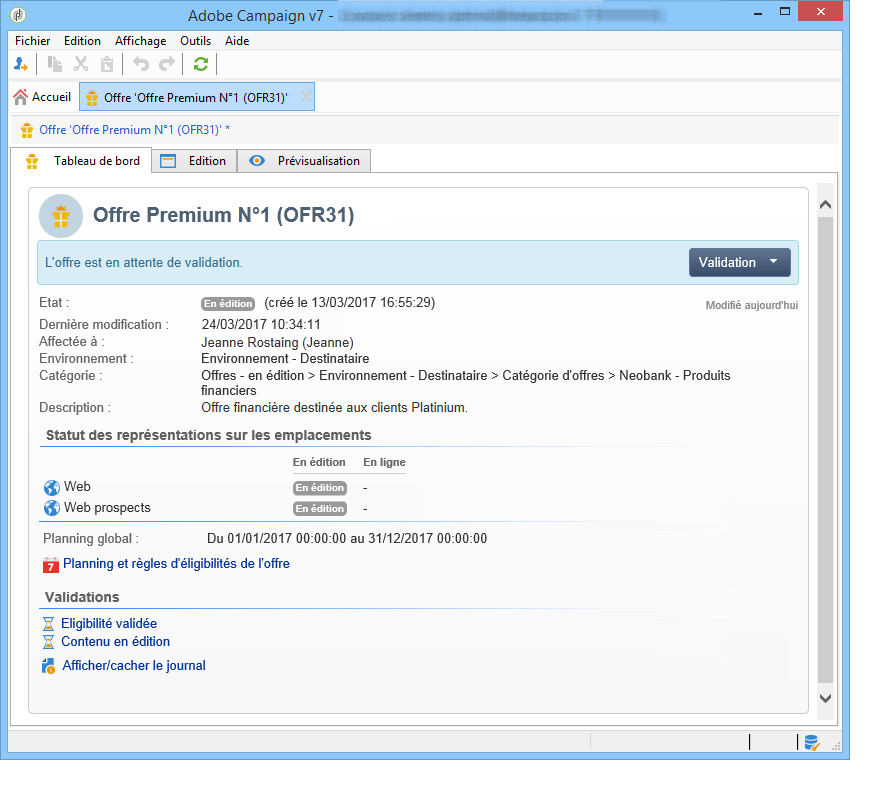 Adobe Campaign v7 -
Fichier Edition Affichage Outils Aide
Accueil Offre 'Offre Premium N°1 (OFR31)'
Offre 'Offre Premium N°1 (OFR31)' *
Tableau de bord Edition Prévisualisation
Offre Premium N°1 (OFR31)
L'offre est en attente de validation. Validation
Etat : En édition (créé le 13/03/2017 16:55:29) Modifié aujourd'hui
Dernière modification : 24/03/2017 10:34:11
Affectée à : Jeanne Rostaing (Jeanne)
Environnement : Environnement - Destinataire
Catégorie : Offres - en édition > Environnement - Destinataire > Catégorie d'offres > Neobank - Produits
financiers
Description : Offre financière destinée aux clients Platinium.
Statut des représentations sur les emplacements
En édition En ligne
Web En édition -
Web prospects En édition -
Planning global : Du 01/01/2017 00:00:00 au 31/12/2017 00:00:00
7 Planning et règles d'éligibilités de l'offre
Validations
Eligibilité validée
Contenu en édition
Afficher/cacher le journal